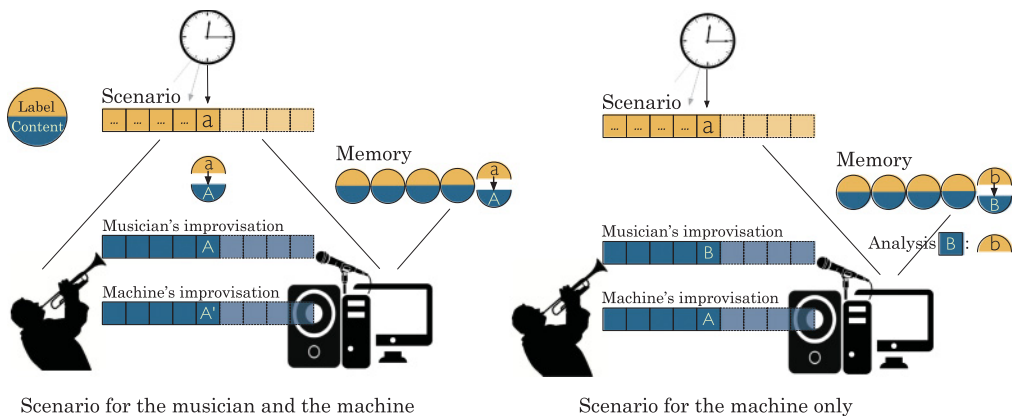 Label
Content
Scenario
... ... ... ... a
a
A
Memory
a
A
Musician's improvisation
A
Machine's improvisation
A'
Scenario for the musician and the machine
Scenario
... ... ... ... a
Memory
b
B
Analysis B : b
Musician's improvisation
B
Machine's improvisation
A
Scenario for the machine only